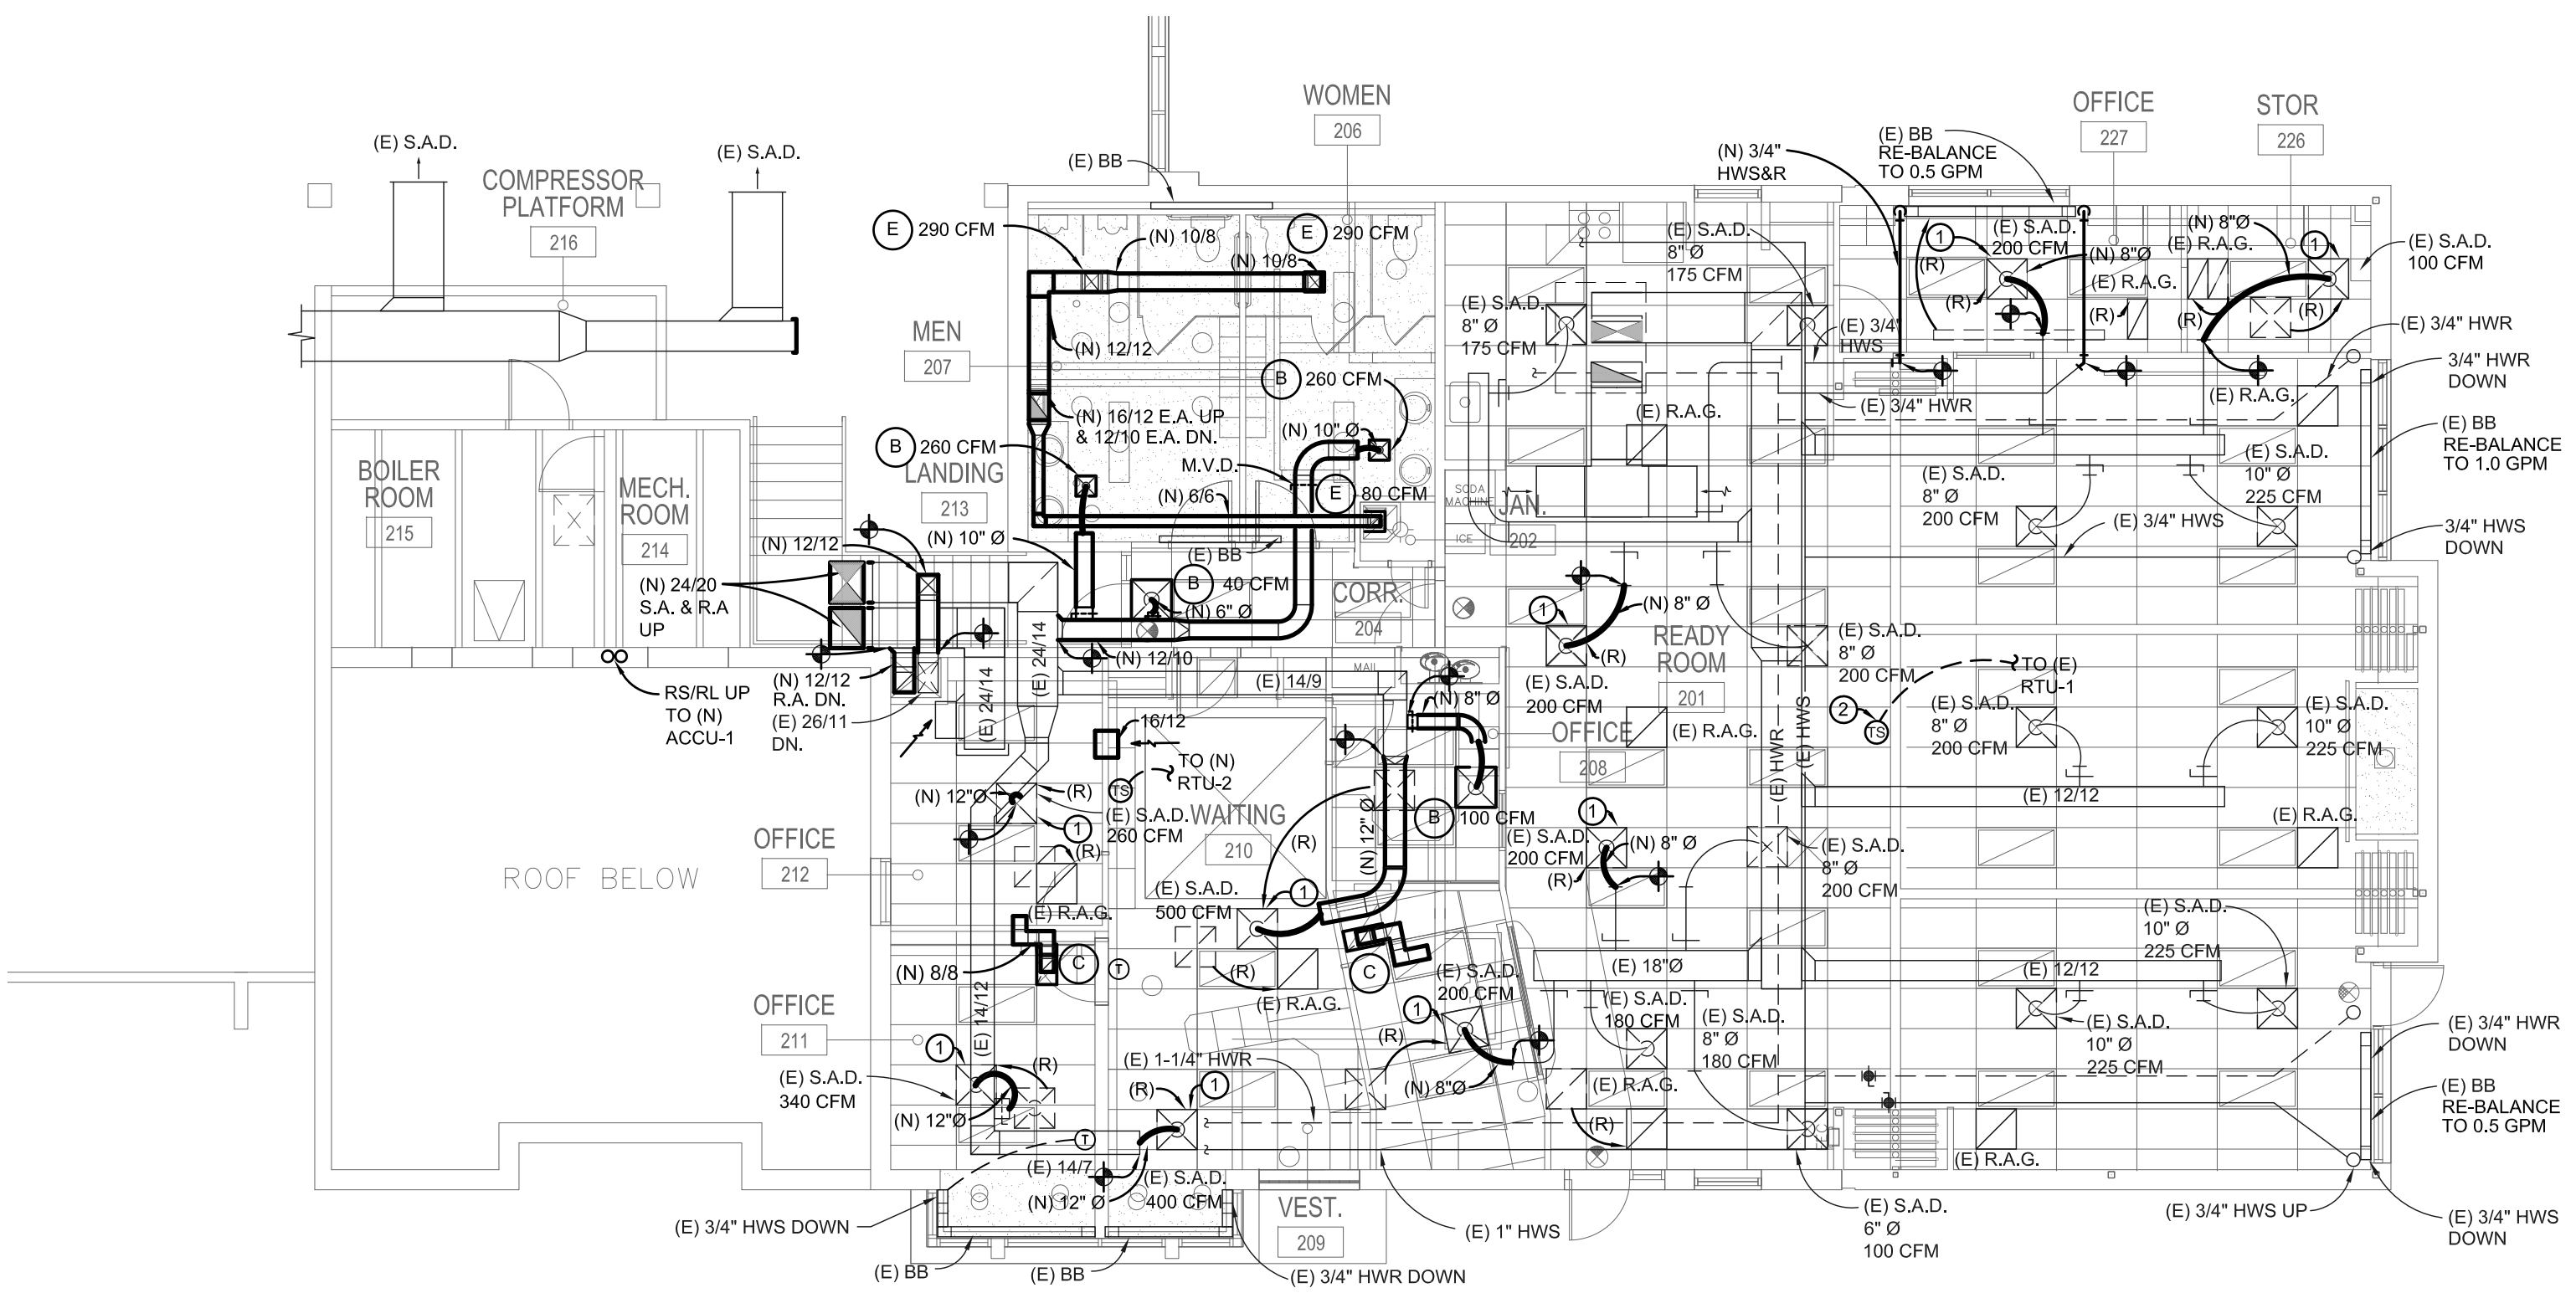 (E) S.A.D.
(E) S.A.D.
COMPRESSOR
PLATFORM
216
BOILER
ROOM
215
MECH.
ROOM
214
(N) 24/20
S.A. & R.A
UP
RS/RL UP
TO (N)
ACCU-1
ROOF BELOW
WOMEN
206
(E) BB
E
290 CFM
(N) 10/8
E
290 CFM
(N) 10/8
MEN
207
(N) 12/12
B
260 CFM
(N) 16/12 E.A. UP
& 12/10 E.A. DN.
(N) 10" Ø
B
260 CFM
LANDING
213
M.V.D.
(N) 6/6
E
80 CFM
(N) 12/12
(N) 10" Ø
(E) BB
B
40 CFM
(N) 6" Ø
CORR.
204
(N) 12/10
(N) 12/12
R.A. DN.
(E) 26/11
DN.
(E) 24/14
(E) 24/14
(E) 14/9
MAIL
16/12
TO (N)
RTU-2
TS
(N) 8" Ø
OFFICE
208
B
100 CFM
(N) 12"Ø
(R)
(E) S.A.D.
260 CFM
1
(R)
WAITING
210
(R)
(N) 12" Ø
OFFICE
212
(E) S.A.D.
500 CFM
1
(E) R.A.G.
(N) 8/8
C
T
(R)
(E) R.A.G.
C
OFFICE
211
(E) 14/12
1
(R)
(E) S.A.D.
340 CFM
(N) 12"Ø
T
(E) 1-1/4" HWR
(R)
1
(E) 14/7
(N) 12" Ø
(E) S.A.D.
400 CFM
(E) 3/4" HWS DOWN
(E) BB
(E) BB
VEST.
209
(E) 3/4" HWR DOWN
(E) 1" HWS
(E) S.A.D.
200 CFM
1
(R)
(N) 8"Ø
(E) S.A.D.
8" Ø
175 CFM
(E) S.A.D.
8" Ø
175 CFM
(E) 3/4"
HWS
(E) 3/4" HWR
(E) R.A.G.
SODA
MACHINE
ICE
JAN.
202
1
(N) 8" Ø
(R)
(E) S.A.D.
200 CFM
READY
ROOM
201
(E) R.A.G.
(E) S.A.D.
8" Ø
200 CFM
(E) HWR
(E) HWS
1
(E) S.A.D.
200 CFM
(N) 8" Ø
(R)
(E) S.A.D.
8" Ø
200 CFM
(E) 18"Ø
(E) S.A.D.
180 CFM
(E) S.A.D.
8" Ø
180 CFM
(E) R.A.G.
(R)
(E) S.A.D.
6" Ø
100 CFM
(N) 3/4"
HWS&R
(E) BB
RE-BALANCE
TO 0.5 GPM
OFFICE
227
STOR
226
1
(R)
(E) S.A.D.
200 CFM
(N) 8"Ø
(R)
(E) R.A.G.
(R)
(N) 8"Ø
(E) R.A.G.
1
(R)
(R)
(E) S.A.D.
100 CFM
(E) 3/4" HWR
3/4" HWR
DOWN
(E) R.A.G.
(E) BB
RE-BALANCE
TO 1.0 GPM
(E) S.A.D.
8" Ø
200 CFM
(E) S.A.D.
10" Ø
225 CFM
(E) 3/4" HWS
3/4" HWS
DOWN
2
TS
TO (E)
RTU-1
(E) S.A.D.
8" Ø
200 CFM
(E) S.A.D.
10" Ø
225 CFM
(E) 12/12
(E) R.A.G.
(E) S.A.D.
10" Ø
225 CFM
(E) 12/12
(E) S.A.D.
10" Ø
225 CFM
(E) R.A.G.
(E) 3/4" HWR
DOWN
(E) BB
RE-BALANCE
TO 0.5 GPM
(E) 3/4" HWS UP
(E) 3/4" HWS
DOWN